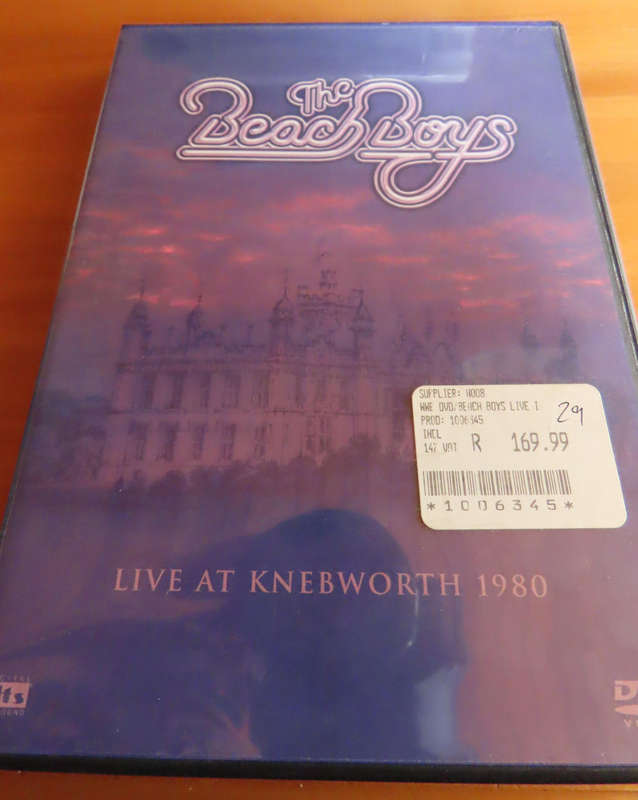 The
Beach Boys
SUPPLIER: W008
WWE DVD/BEACH BOYS LIVE I
29
PROD: 1006345
INCL
14% VAT R 169.99
*1006345*
LIVE AT KNEBWORTH 1980
dts